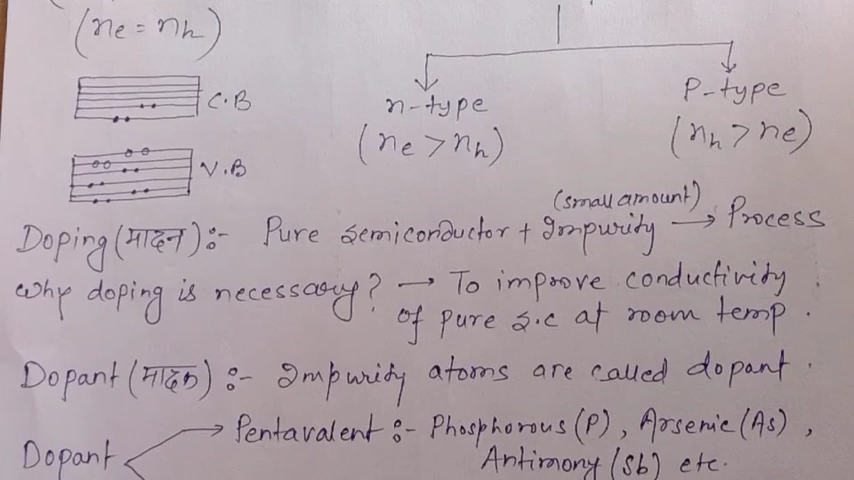 (ne = nh)
C.B
V.B
n-type
(ne > nh)
P-type
(nh > ne)
(small amount)
Doping (मादन) :- Pure semiconductor + Impurity → Process
Why doping is necessary? → To improve conductivity
of pure s.c at room temp.
Dopant (मादक) :- Impurity atoms are called dopant.
Dopant
Pentavalent :- Phosphorous (P), Arsenic (As),
Antimony (Sb) etc.